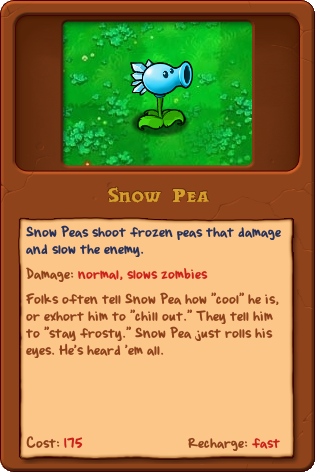 Snow Pea
Snow Peas shoot frozen peas that damage
and slow the enemy.
Damage: normal, slows zombies
Folks often tell Snow Pea how "cool" he is,
or exhort him to "chill out." They tell him
to "stay frosty." Snow Pea just rolls his
eyes. He's heard 'em all.
Cost: 175 Recharge: fast